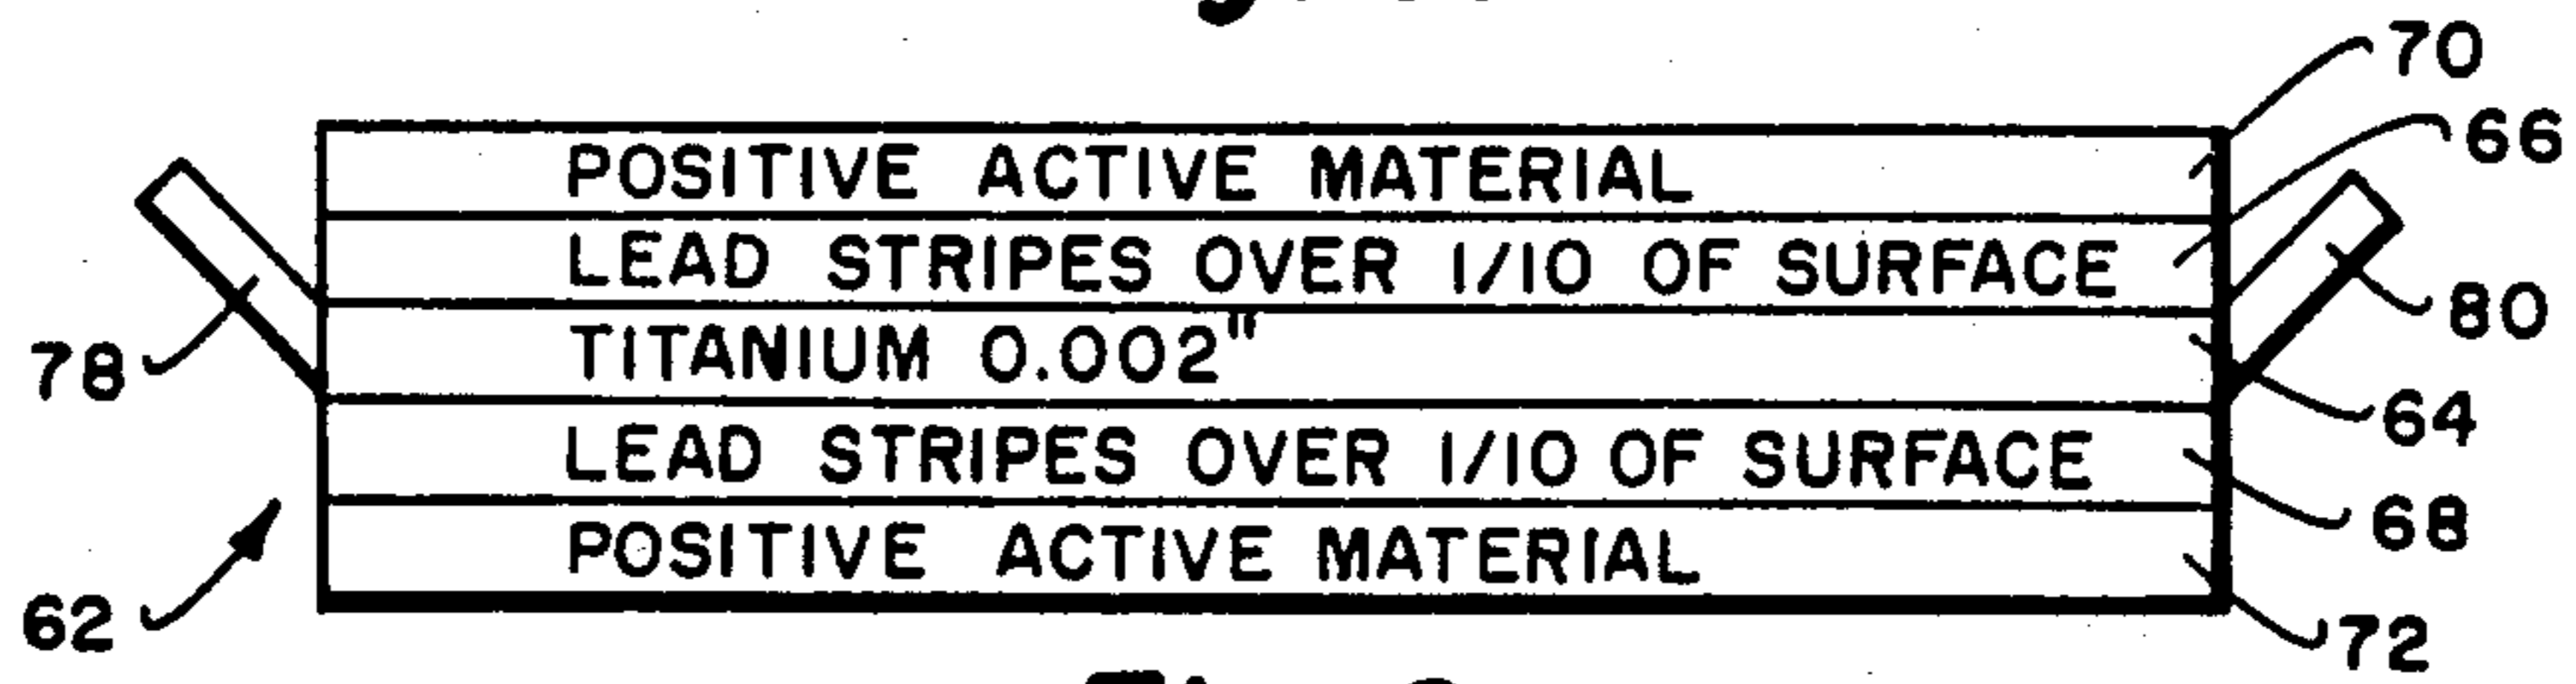 70
POSITIVE ACTIVE MATERIAL
66
LEAD STRIPES OVER 1/10 OF SURFACE
80
TITANIUM 0.002"
78
64
LEAD STRIPES OVER 1/10 OF SURFACE
68
POSITIVE ACTIVE MATERIAL
62
72